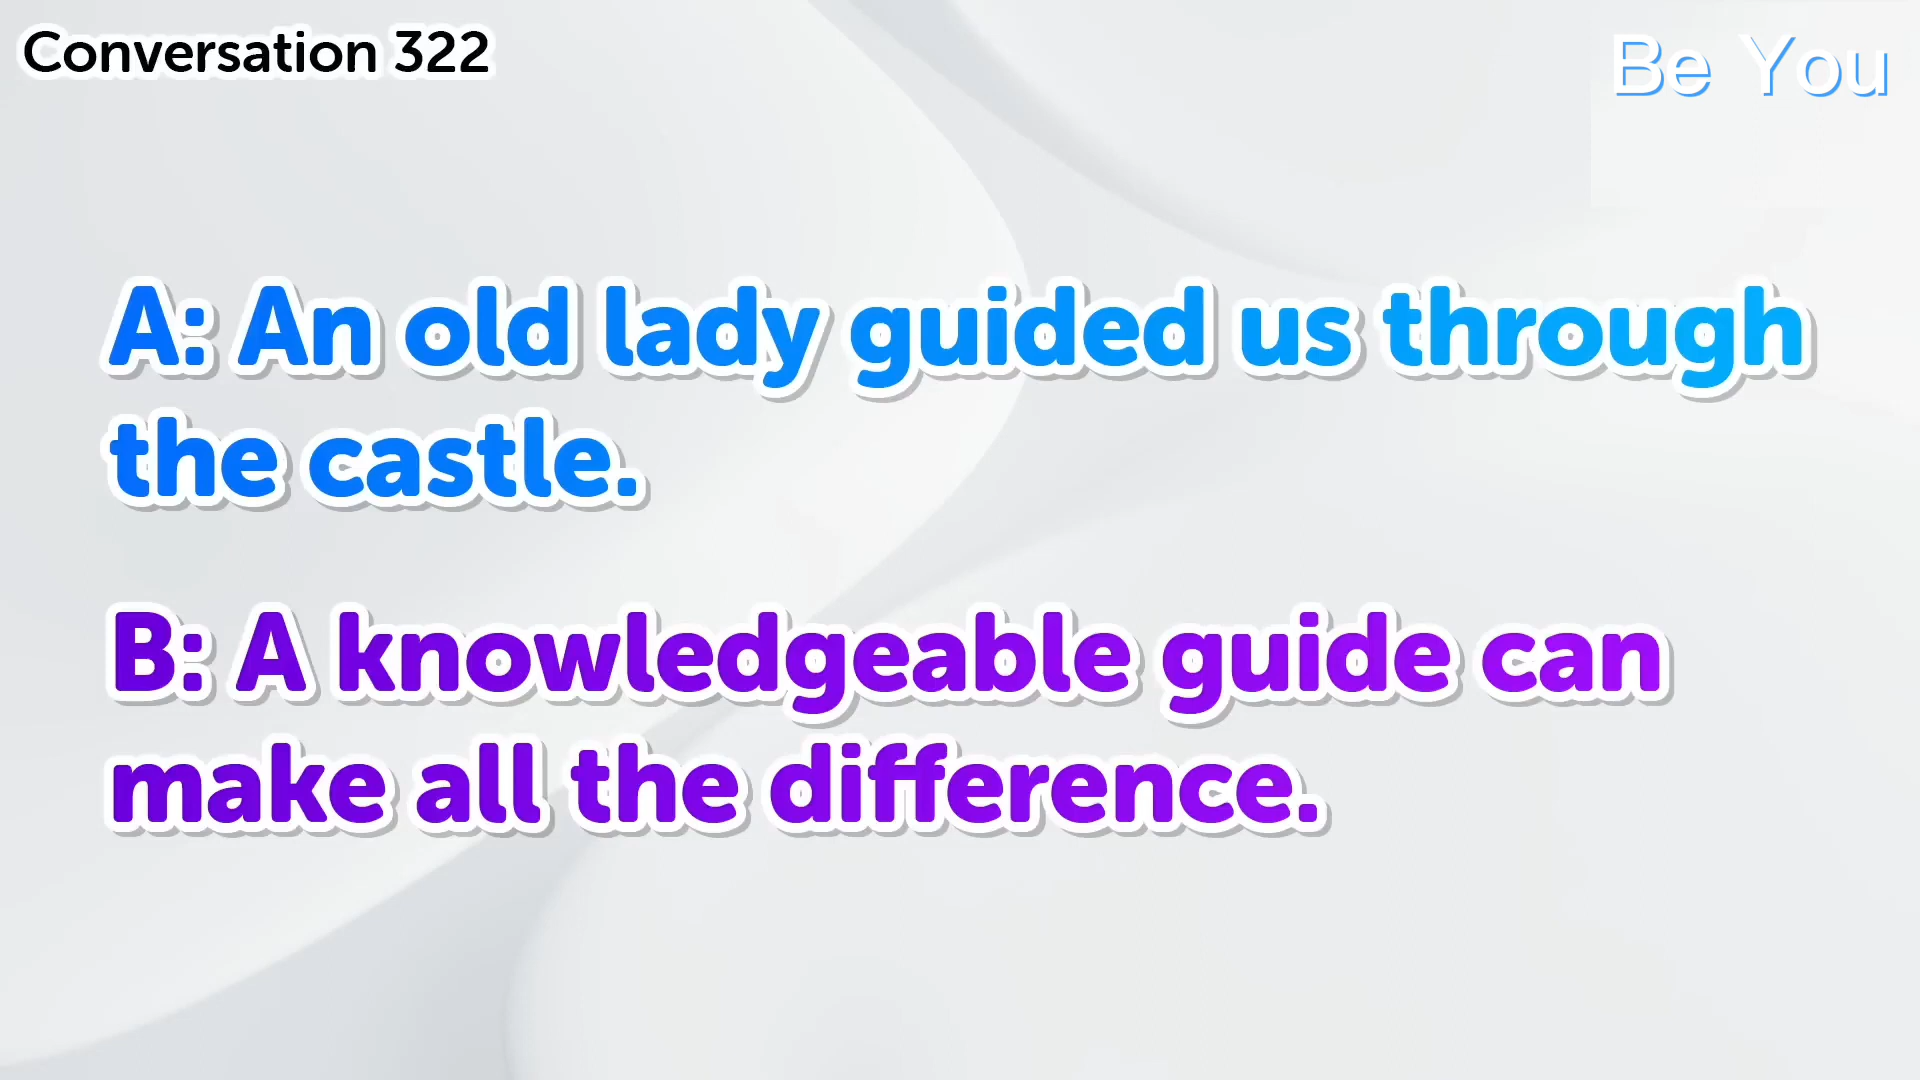 Conversation 322
Be You
A: An old lady guided us through
the castle.
B: A knowledgeable guide can
make all the difference.